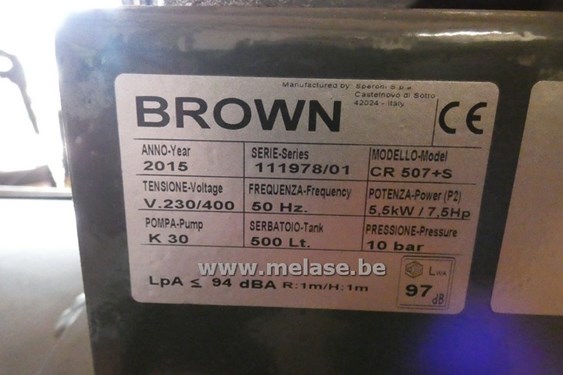 Manufactured by: Speroni S.p.a.
Castelnovo di Sotto
42024 - Italy
BROWN
CE
ANNO-Year SERIE-Series MODELLO-Model
2015 111978/01 CR 507+S
TENSIONE-Voltage FREQUENZA-Frequency POTENZA-Power (P2)
V.230/400 50 Hz. 5,5kW / 7,5Hp
POMPA-Pump SERBATOIO-Tank PRESSIONE-Pressure
K 30 500 Lt. 10 bar
www.melase.be
LpA ≤ 94 dBA R:1m/H:1m
97
dB